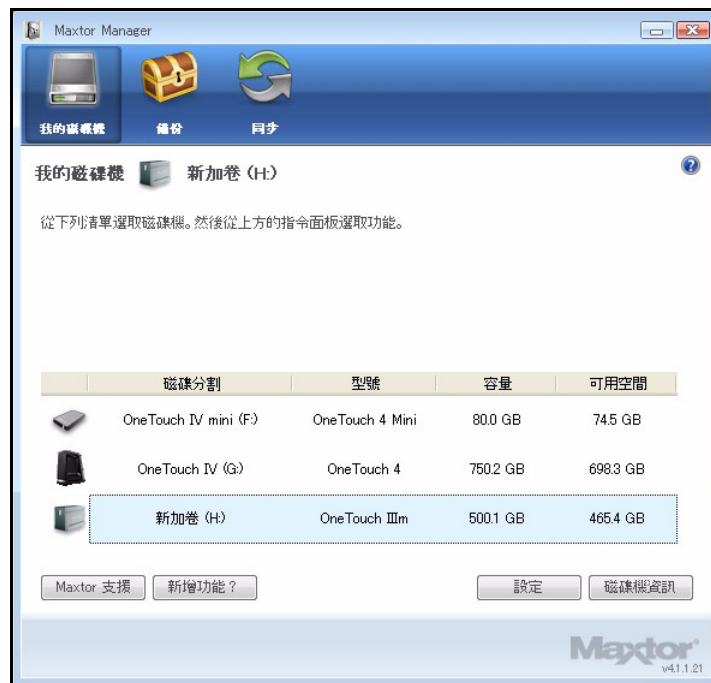 Maxtor Manager
我的磁碟機 備份 同步
我的磁碟機 新加卷 (H:)
從下列清單選取磁碟機。然後從上方的指令面板選取功能。
磁碟分割 型號 容量 可用空間
OneTouch IV mini (F:) OneTouch 4 Mini 80.0 GB 74.5 GB
OneTouch IV (G:) OneTouch 4 750.2 GB 698.3 GB
新加卷 (H:) OneTouch IIIm 500.1 GB 465.4 GB
Maxtor 支援 新增功能? 設定 磁碟機資訊
Maxtor
v4.1.1.21